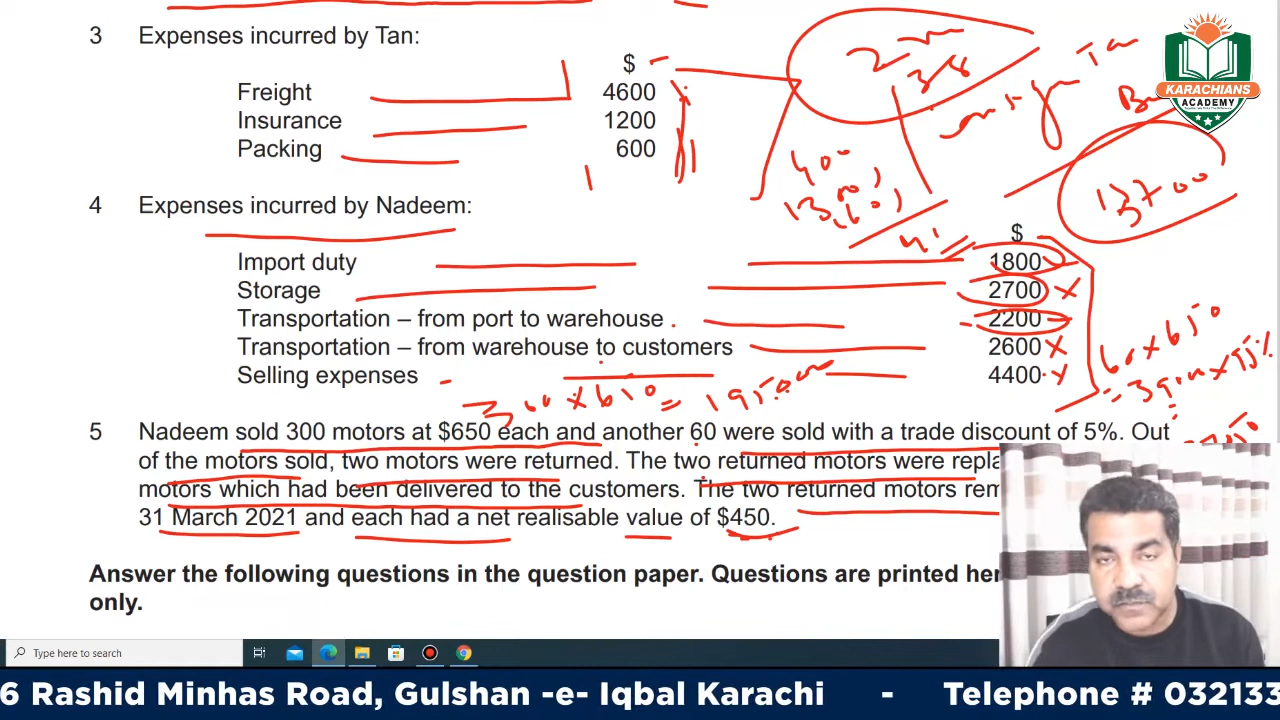 3 Expenses incurred by Tan:
$
Freight 4600
Insurance 1200
Packing 600
4 Expenses incurred by Nadeem:
$
Import duty 1800
Storage 2700
Transportation – from port to warehouse 2200
Transportation – from warehouse to customers 2600
Selling expenses 4400
13700
60 x 650
300 x 650 = 195000
5 Nadeem sold 300 motors at $650 each and another 60 were sold with a trade discount of 5%. Out
of the motors sold, two motors were returned. The two returned motors were repla
motors which had been delivered to the customers. The two returned motors rem
31 March 2021 and each had a net realisable value of $450.
Answer the following questions in the question paper. Questions are printed her
only.
KARACHIANS
ACADEMY
Type here to search
6 Rashid Minhas Road, Gulshan -e- Iqbal Karachi - Telephone # 032133